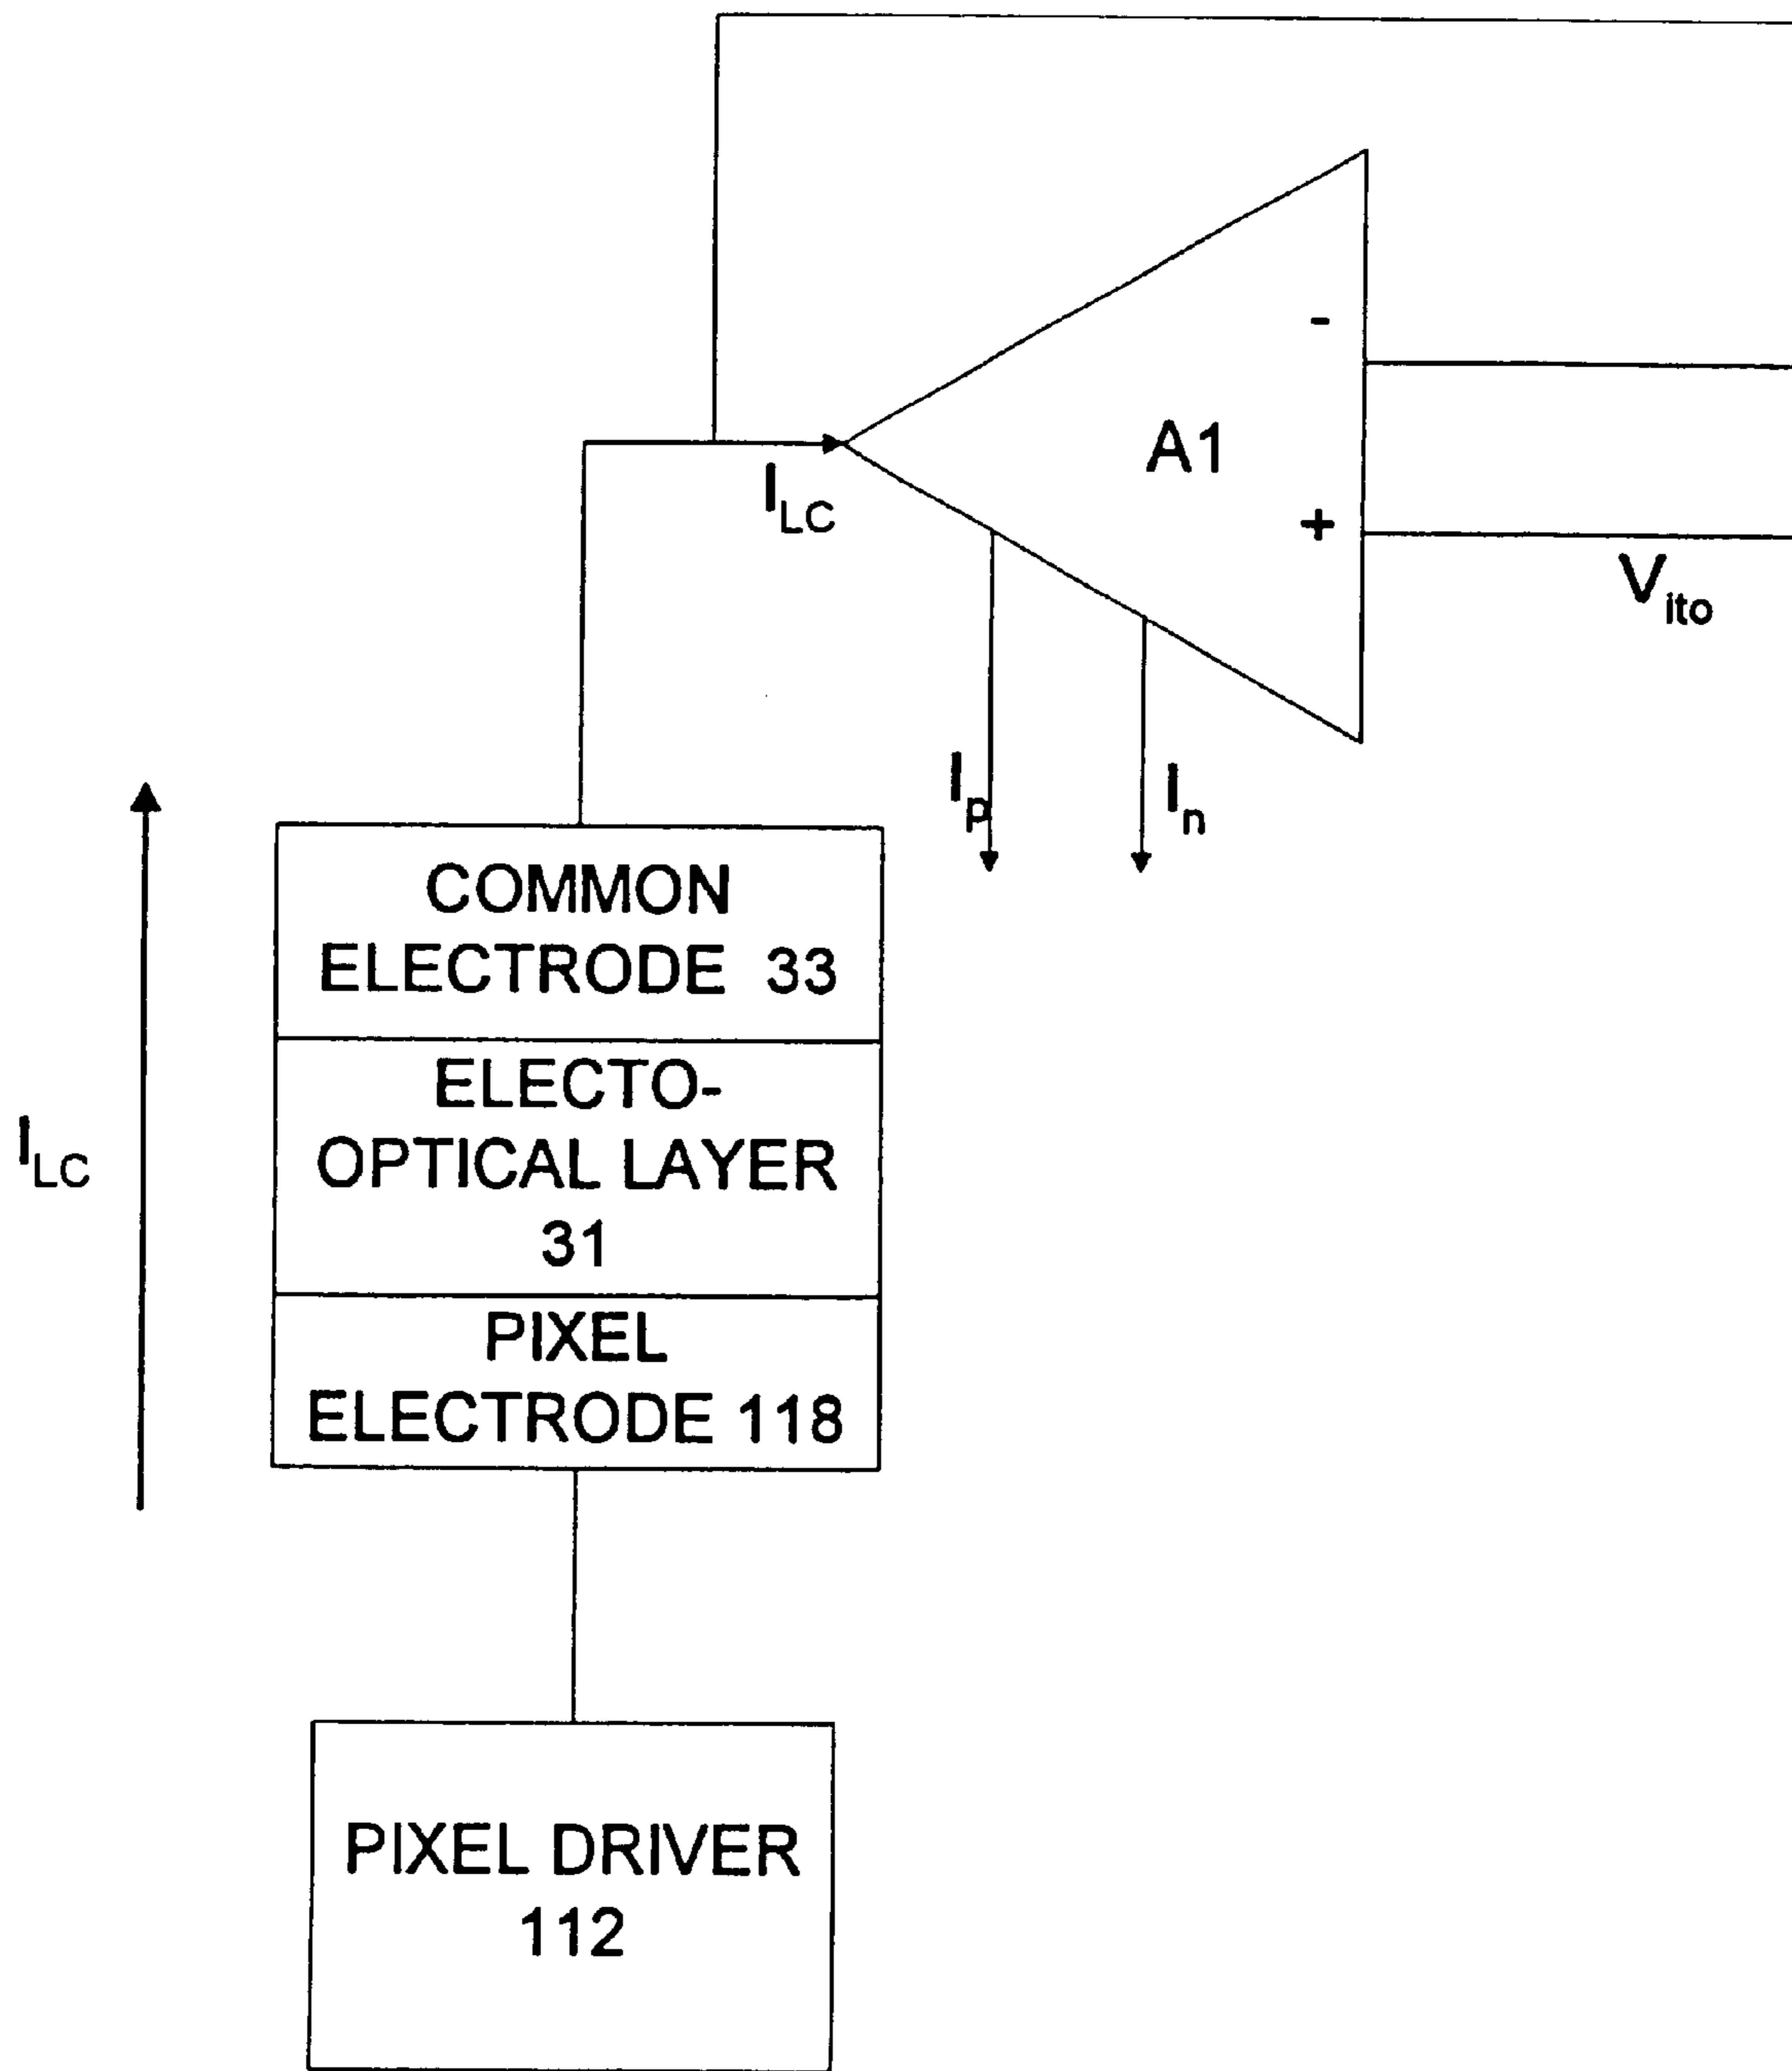 -
A1
I_LC
+
V_ito
I_p
I_n
COMMON
ELECTRODE 33
I_LC
ELECTO-
OPTICAL LAYER
31
PIXEL
ELECTRODE 118
PIXEL DRIVER
112